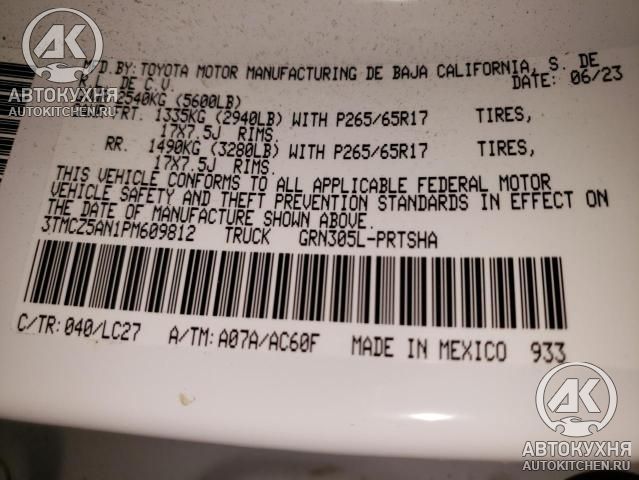 MFD BY: TOYOTA MOTOR MANUFACTURING DE BAJA CALIFORNIA, S. DE
R.L. DE C.V. DATE: 06/23
2540KG (5600LB)
FRT. 1335KG (2940LB) WITH P265/65R17 TIRES,
17X7.5J RIMS.
RR. 1490KG (3280LB) WITH P265/65R17 TIRES,
17X7.5J RIMS.
THIS VEHICLE CONFORMS TO ALL APPLICABLE FEDERAL MOTOR
VEHICLE SAFETY AND THEFT PREVENTION STANDARDS IN EFFECT ON
THE DATE OF MANUFACTURE SHOWN ABOVE.
3TMCZ5AN1PM609812 TRUCK GRN305L-PRTSHA
C/TR: 040/LC27 A/TM: A07A/AC60F MADE IN MEXICO 933
АК
АВТОКУХНЯ
AUTOKITCHEN.RU
АК
АВТОКУХНЯ
AUTOKITCHEN.RU